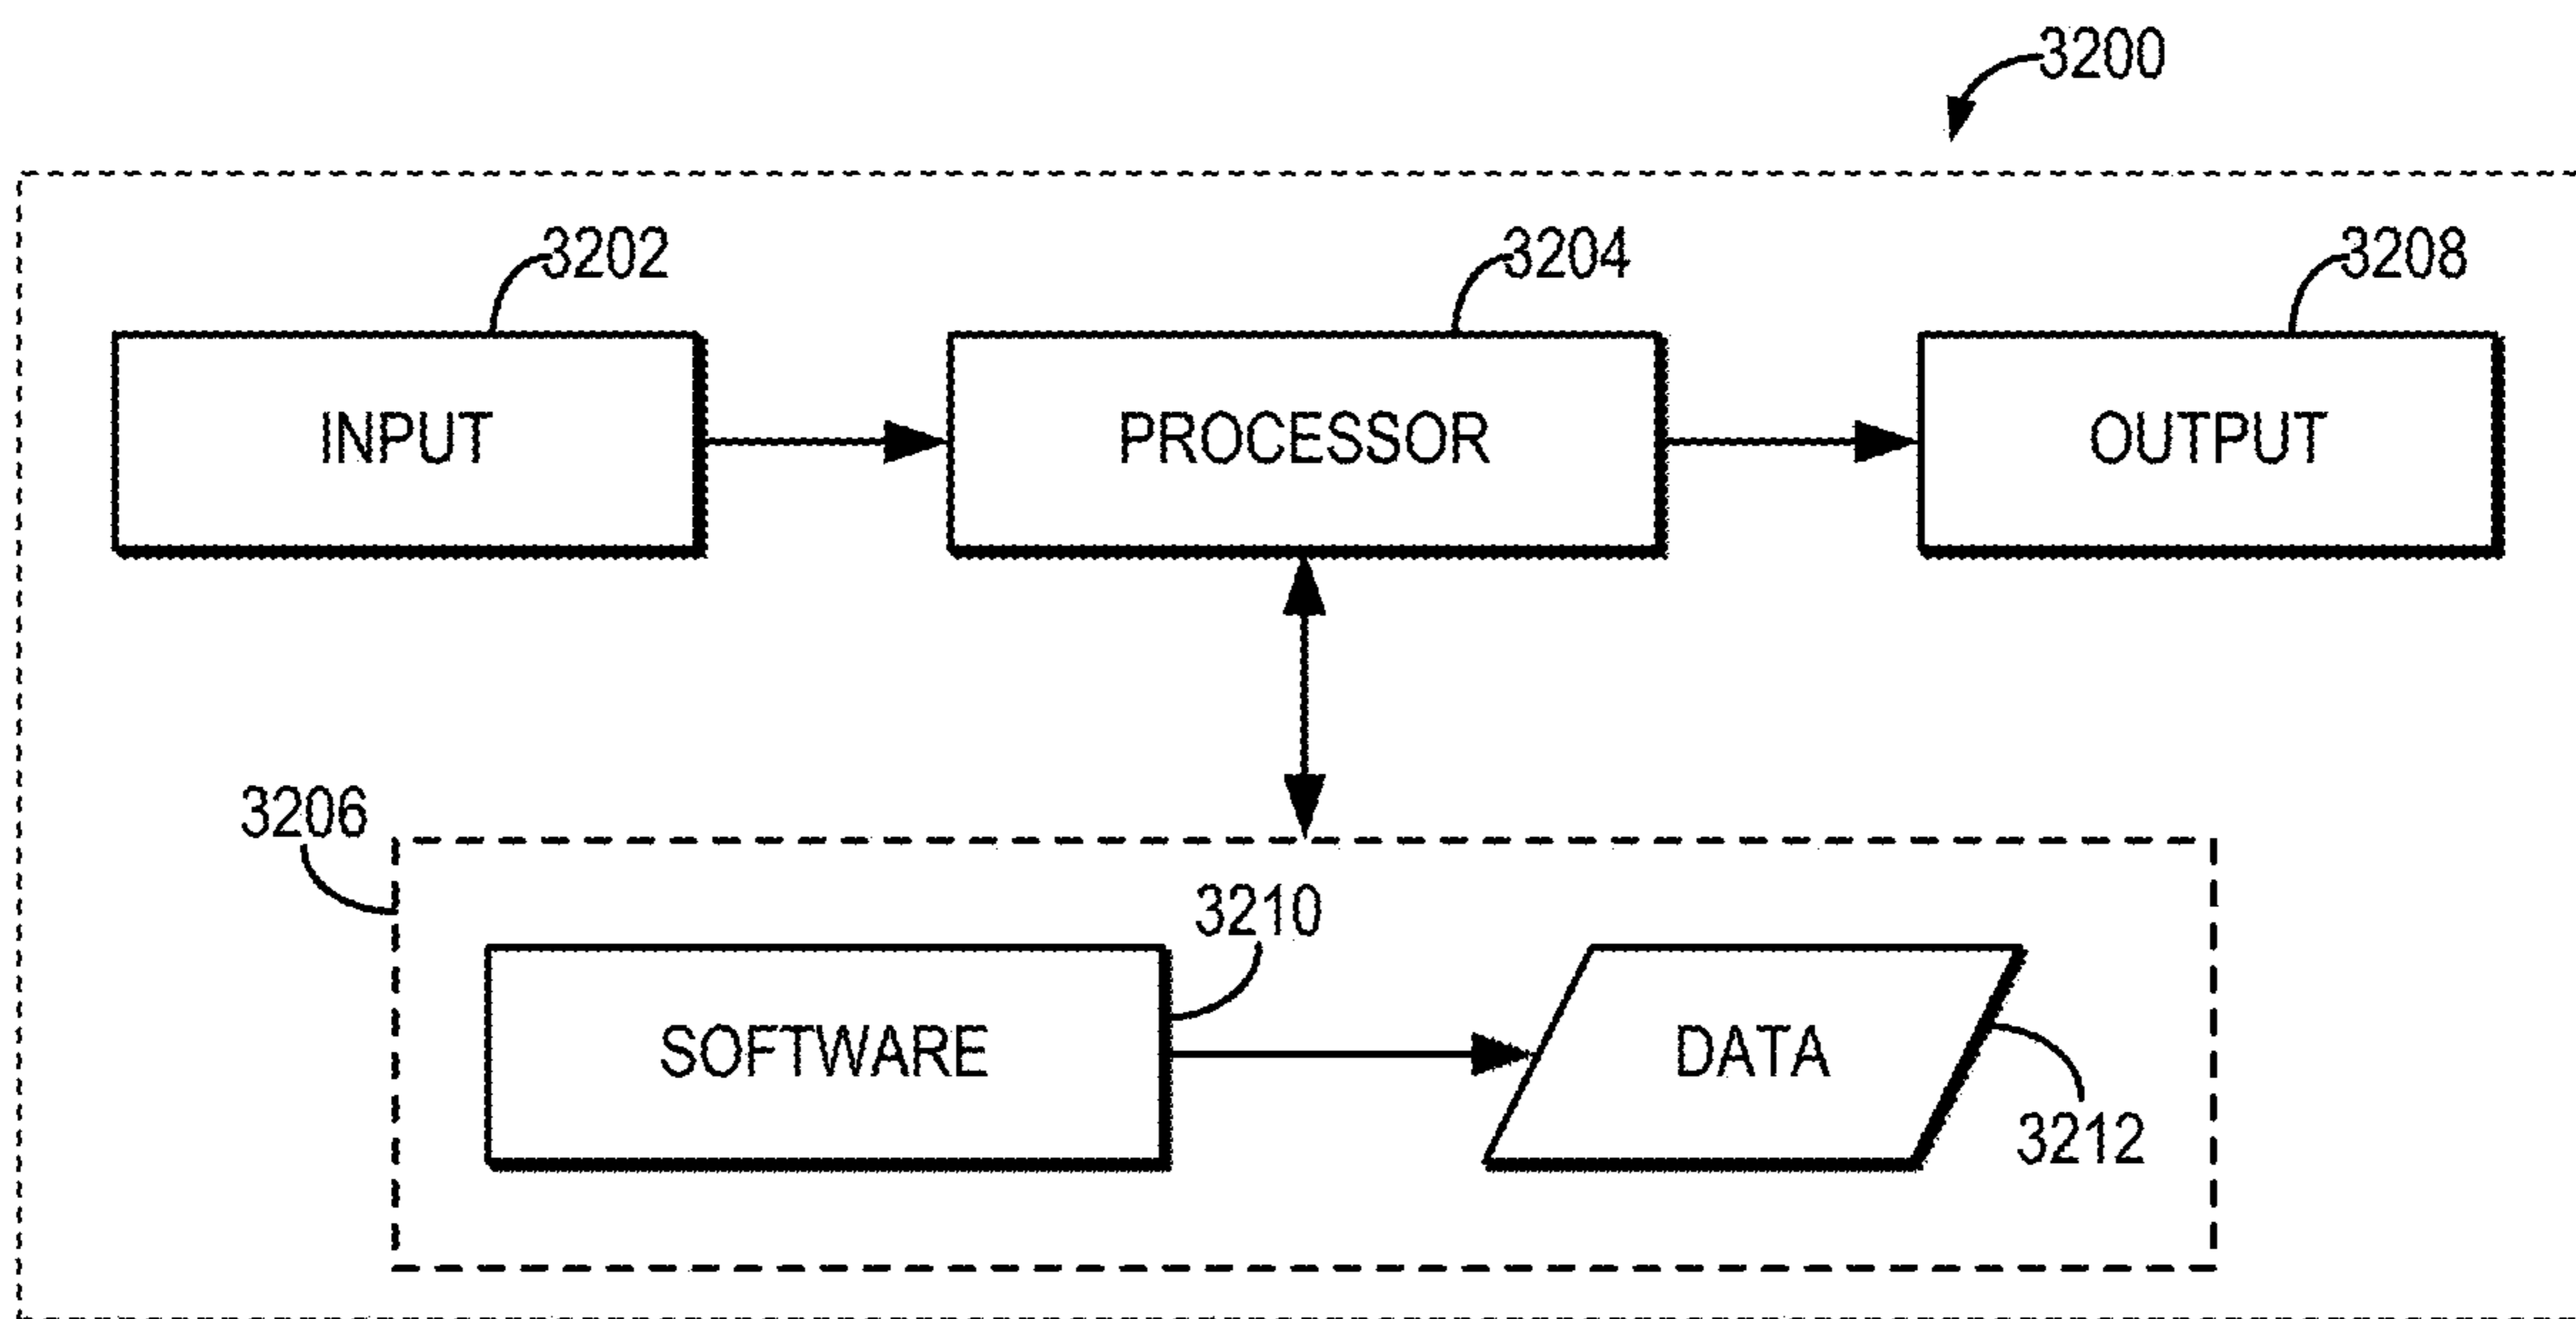 3200
3202
3204
3208
INPUT
PROCESSOR
OUTPUT
3206
3210
SOFTWARE
DATA
3212